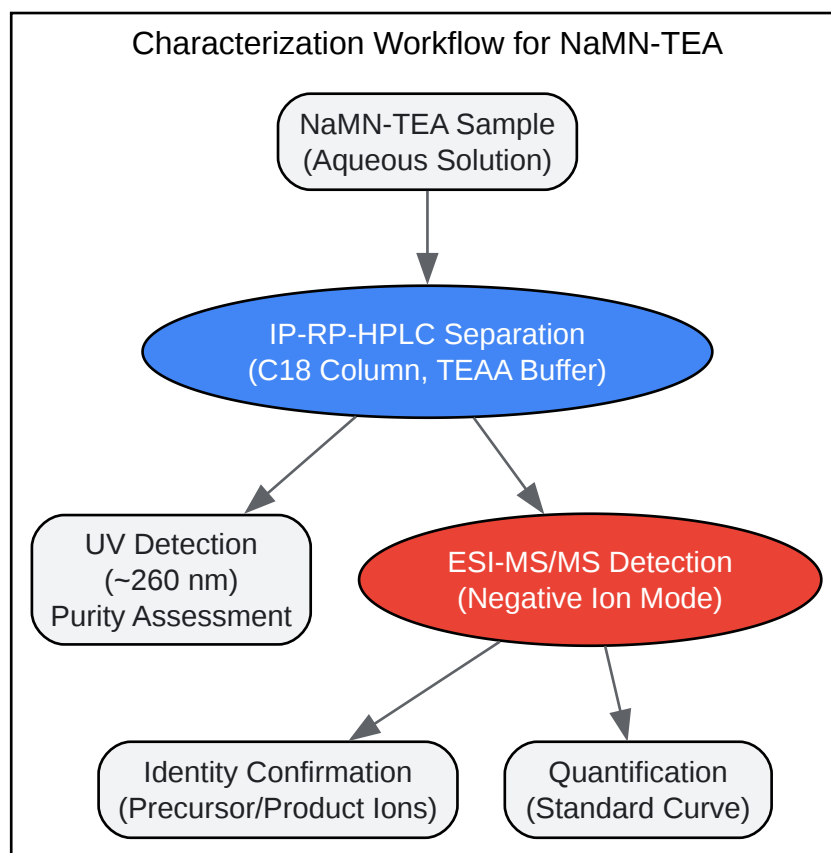 Characterization Workflow for NaMN-TEA
NaMN-TEA Sample
(Aqueous Solution)
IP-RP-HPLC Separation
(C18 Column, TEAA Buffer)
UV Detection
(~260 nm)
Purity Assessment
ESI-MS/MS Detection
(Negative Ion Mode)
Identity Confirmation
(Precursor/Product Ions)
Quantification
(Standard Curve)